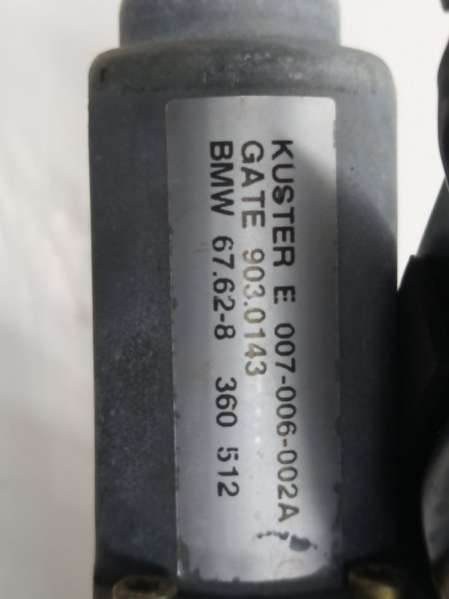 KUSTER E 007-006-002A
GATE 903.0143
BMW 67.62-8 360 512